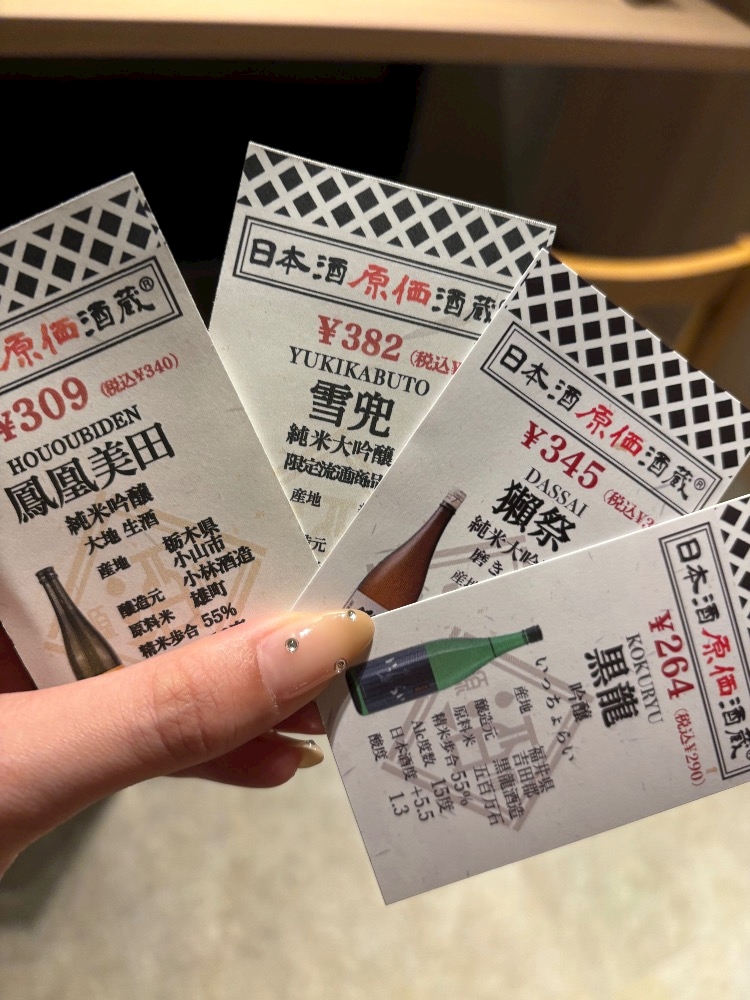 原価酒蔵®
¥309 (税込¥340)
HOUOUBIDEN
鳳凰美田
純米吟醸
大地 生酒
産地 栃木県
小山市
醸造元 小林酒造
原料米 雄町
精米歩合 55%
日本酒原価酒蔵
¥382 (税込
YUKIKABUTO
雪兜
純米大吟醸
限定流通商品
産地
日本酒原価酒蔵®
¥345 (税込
DASSAI
獺祭
純米大吟
磨き
産地
日本酒原価酒蔵
¥264 (税込¥290)
KOKURYU
黒龍
吟醸
いっちょらい
産地 福井県
吉田郡
醸造元 黒龍酒造
原料米 五百万石
精米歩合 55%
Alc度数 15度
日本酒度 +5.5
酸度 1.3